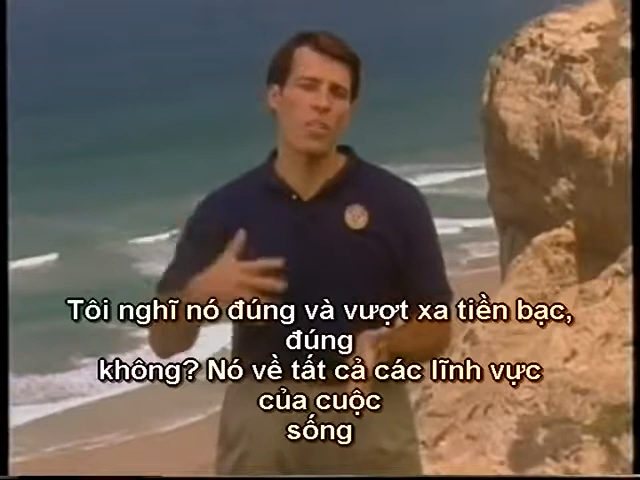 Tôi nghĩ nó đúng và vượt xa tiền bạc,
đúng
không? Nó về tất cả các lĩnh vực
của cuộc
sống